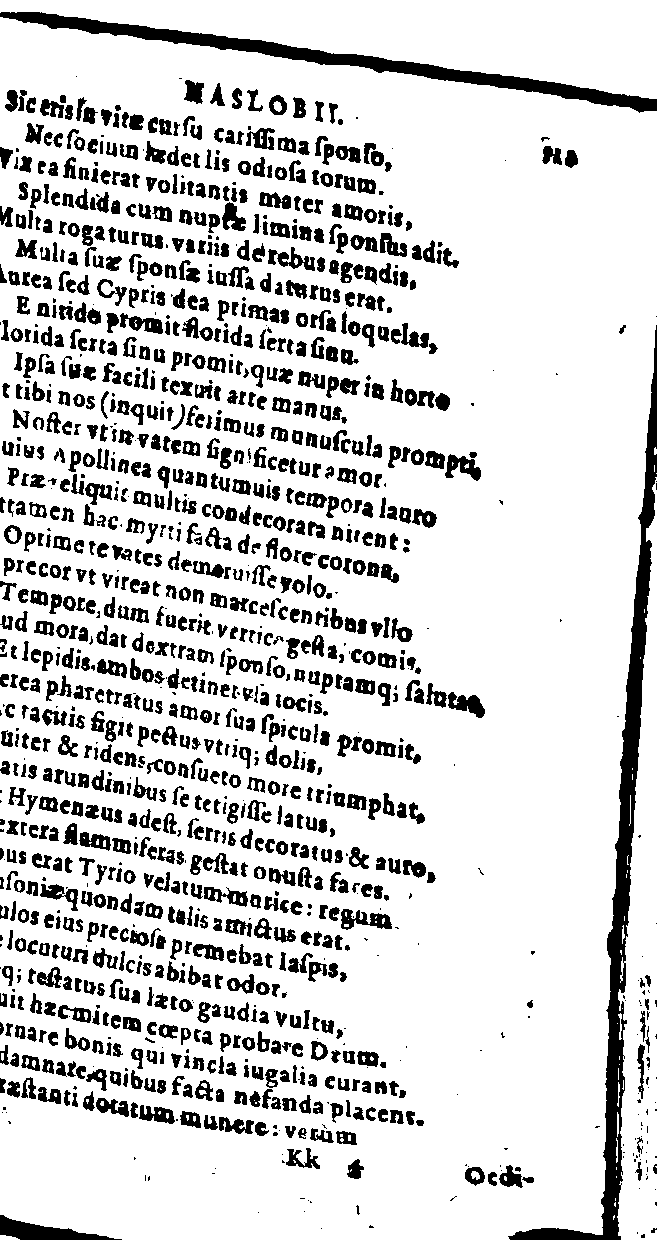 MASLOBII.
Sic eris in vitæ cursu carissima sponso,
Nec socium lædet lis odiosa torum.
Vix ea finierat volitantis mater amoris,
Splendida cum nuptæ limina sponsus adit.
Multa rogaturus variis de rebus agendis,
Multa suæ sponsæ iussa daturus erat.
Aurea sed Cypris dea primas orsa loquelas,
E nitido promit florida serta sinu.
lorida serta sinu promit, quæ nuper in horto
Ipsa suæ facili texuit arte manus.
t tibi nos (inquit) ferimus munuscula prompti,
Noster vt in vatem significetur amor.
uius Apollinea quantumuis tempora lauro
Præ reliquis multis condecorata nitent:
ttamen hac myrti facta de flore corona,
Optime te vates demeruisse volo.
precor vt vireat non marcescentibus vllo
Tempore, dum fuerit vertice gesta, comis.
ud mora, dat dextram sponso, nuptamq; salutat,
Et lepidis ambos detinet vsa iocis.
erea pharetratus amor sua spicula promit,
c tacitis figit pectus vtriq; dolis,
uiter & ridens, consueto more triumphat,
atis arundinibus se tetigisse latus,
t Hymenæus adest, sertis decoratus & auro,
extera flammiferas gestat onusta faces.
us erat Tyrio velatum murice: regum
nsoniæ quondam talis amictus erat.
ulos eius preciosa premebat Iaspis,
e locuturi dulcis abibat odor.
q; testatus sua læto gaudia vultu,
uit hæc mitem cœpta probare Deum.
ornare bonis qui vincla iugalia curant,
damnare, quibus facta nefanda placent.
ræstanti dotatum munere: verùm
Kk 4 Ocdi-